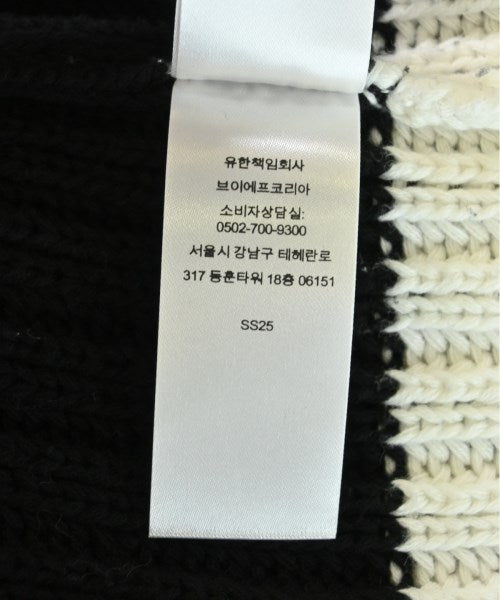 유한책임회사
브이에프코리아
소비자상담실:
0502-700-9300
서울시 강남구 테헤란로
317 동훈타워 18층 06151
SS25